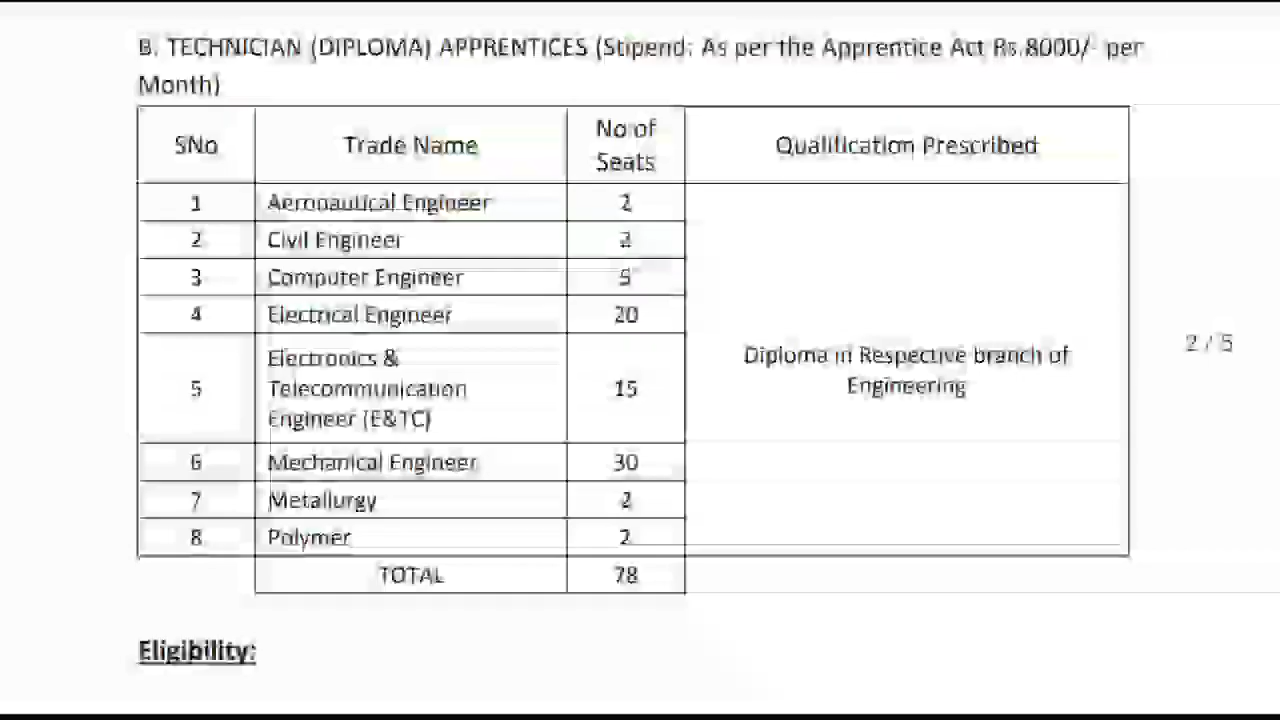 B. TECHNICIAN (DIPLOMA) APPRENTICES (Stipend: As per the Apprentice Act Rs.8000/- per
Month)
SNo Trade Name No of Seats Qualification Prescribed
1 Aeronautical Engineer 2
2 Civil Engineer 2
3 Computer Engineer 5
4 Electrical Engineer 20
5 Electronics & Telecommunication Engineer (E&TC) 15
Diploma in Respective branch of
Engineering
6 Mechanical Engineer 30
7 Metallurgy 2
8 Polymer 2
TOTAL 78
2 / 5
Eligibility: